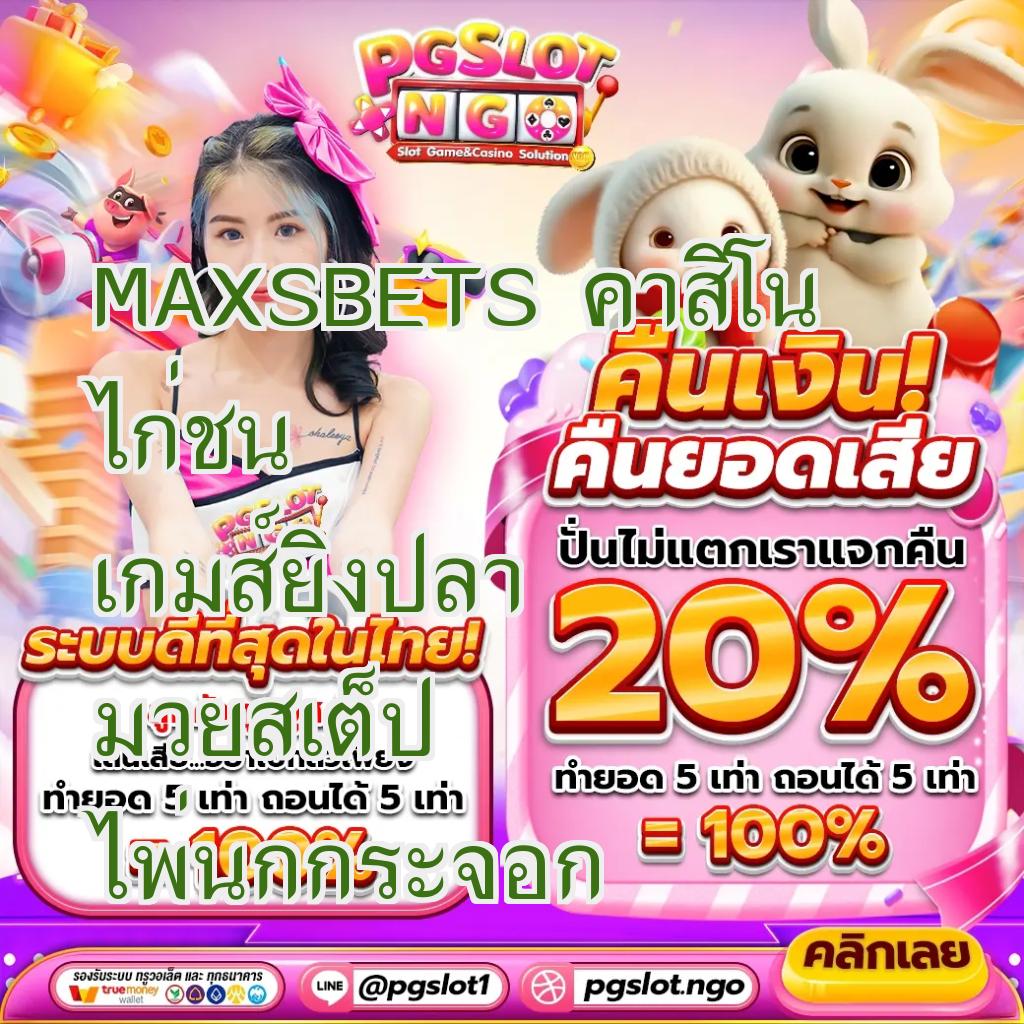 PGSLOT
NGO
Slot Game&Casino Solution
MAXSBETS คาสิโน
ไก่ชน
เกมส์ยิงปลา
มวยสเต็ป
ไพ่นกกระจอก
คืนเงิน!
คืนยอดเสีย
ปั่นไม่แตกเราแจกคืน
20%
ทำยอด 5 เท่า ถอนได้ 5 เท่า
= 100%
PGSLOT
ระบบดีที่สุดในไทย!
ทำยอด 5 เท่า ถอนได้ 5 เท่า
= 100%
คลิกเลย
รองรับระบบ ทรูวอเล็ต และ ทุกธนาคาร
truemoney
wallet
LINE @pgslot1
pgslot.ngo